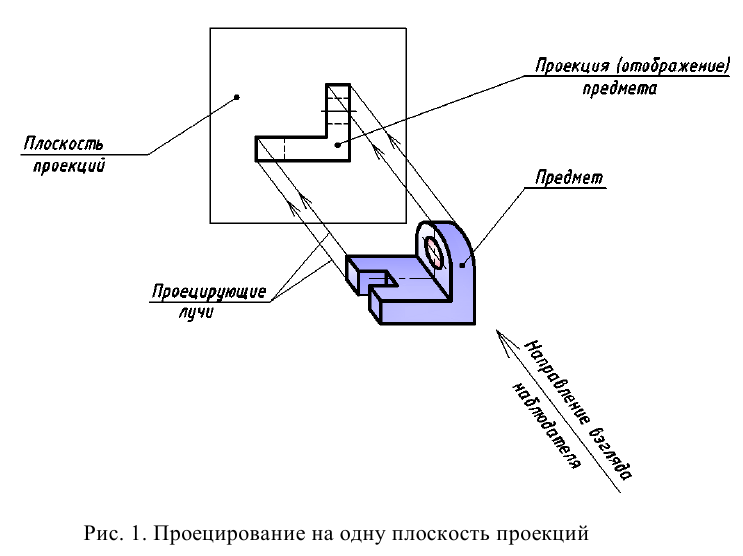 Проекция (отображение)
предмета
Плоскость
проекций
Предмет
Проецирующие
лучи
Направление взгляда
наблюдателя
Рис. 1. Проецирование на одну плоскость проекций